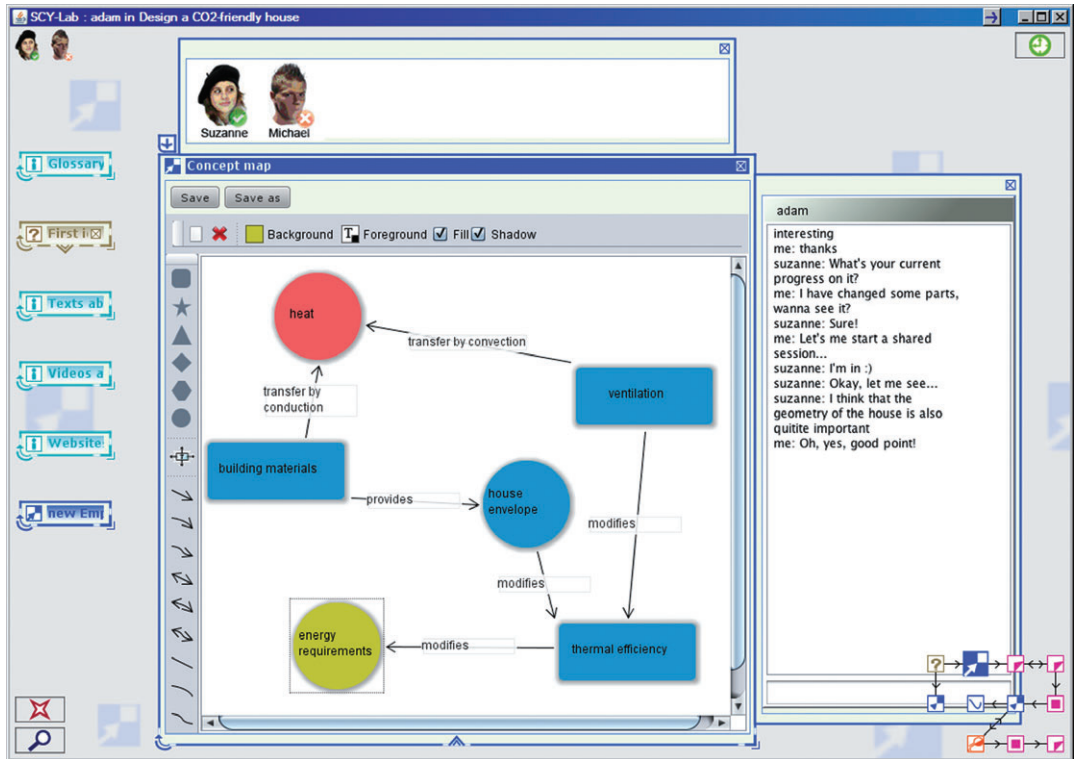 SCY-Lab : adam in Design a CO2-friendly house
Suzanne
Michael
Glossary
First i
Texts ab
Videos a
Website
new Emp
Concept map
Save
Save as
Background
Foreground
Fill
Shadow
heat
transfer by convection
transfer by
conduction
ventilation
building materials
provides
house
envelope
modifies
modifies
energy
requirements
modifies
thermal efficiency
adam
interesting
me: thanks
suzanne: What's your current
progress on it?
me: I have changed some parts,
wanna see it?
suzanne: Sure!
me: Let's me start a shared
session...
suzanne: I'm in :)
suzanne: Okay, let me see...
suzanne: I think that the
geometry of the house is also
quitite important
me: Oh, yes, good point!